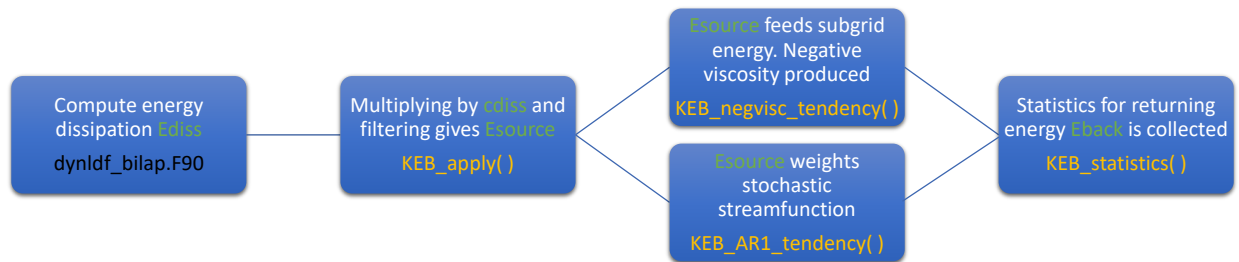 Compute energy
dissipation Ediss
dynldf_bilap.F90
Multiplying by cdiss and
filtering gives Esource
KEB_apply( )
Esource feeds subgrid
energy. Negative
viscosity produced
KEB_negvisc_tendency( )
Esource weights
stochastic
streamfunction
KEB_AR1_tendency( )
Statistics for returning
energy Eback is collected
KEB_statistics( )